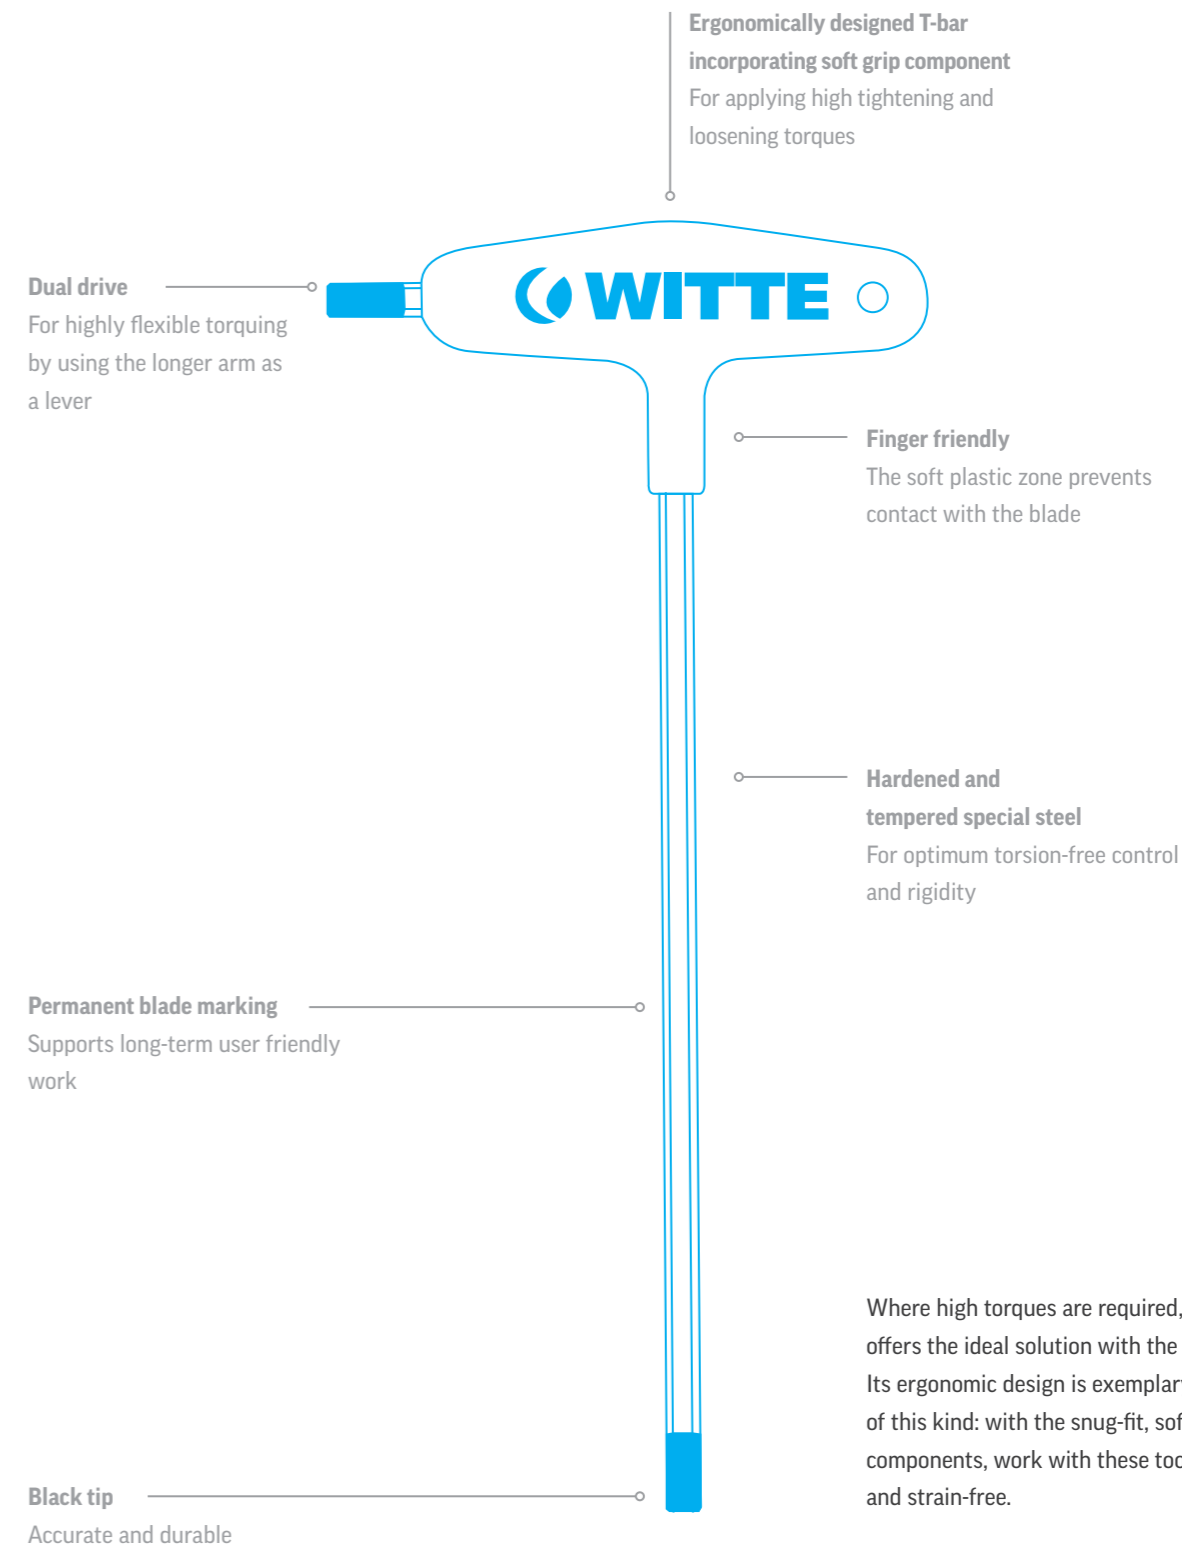 Ergonomically designed T-bar
incorporating soft grip component
For applying high tightening and
loosening torques
WITTE
Dual drive
For highly flexible torquing
by using the longer arm as
a lever
Finger friendly
The soft plastic zone prevents
contact with the blade
Hardened and
tempered special steel
For optimum torsion-free control
and rigidity
Permanent blade marking
Supports long-term user friendly
work
Where high torques are required,
offers the ideal solution with the
Its ergonomic design is
of this kind: with the snug-fit,
components, work with these
and strain-free.
Black tip
Accurate and durable